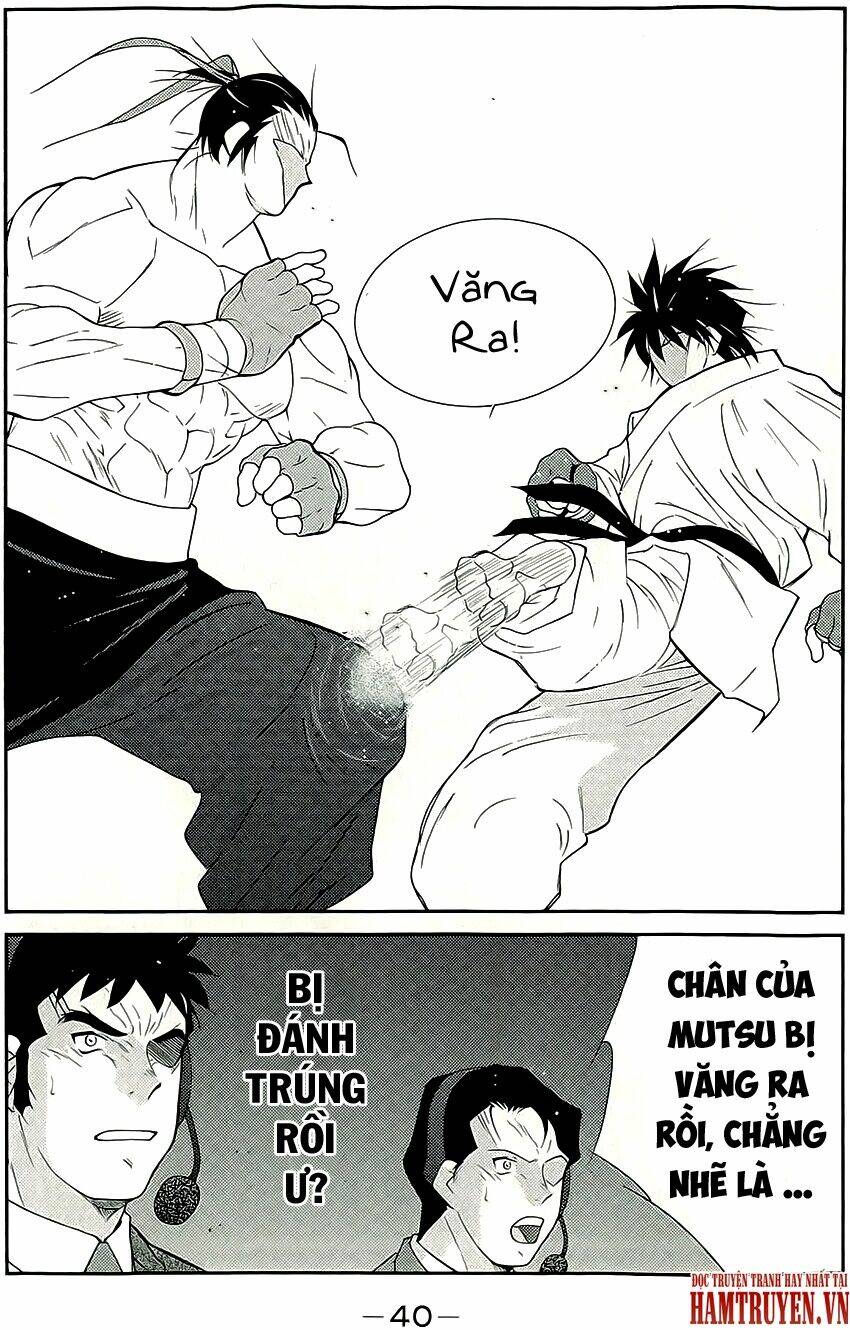 Văng
Ra!
CHÂN CỦA
MUTSU BỊ
VĂNG RA
RỒI, CHẲNG
NHẼ LÀ ...
BỊ
ĐÁNH
TRÚNG
RỒI
Ư?
–40–
ĐỌC TRUYỆN TRANH HAY NHẤT TẠI
HAMTRUYEN.VN